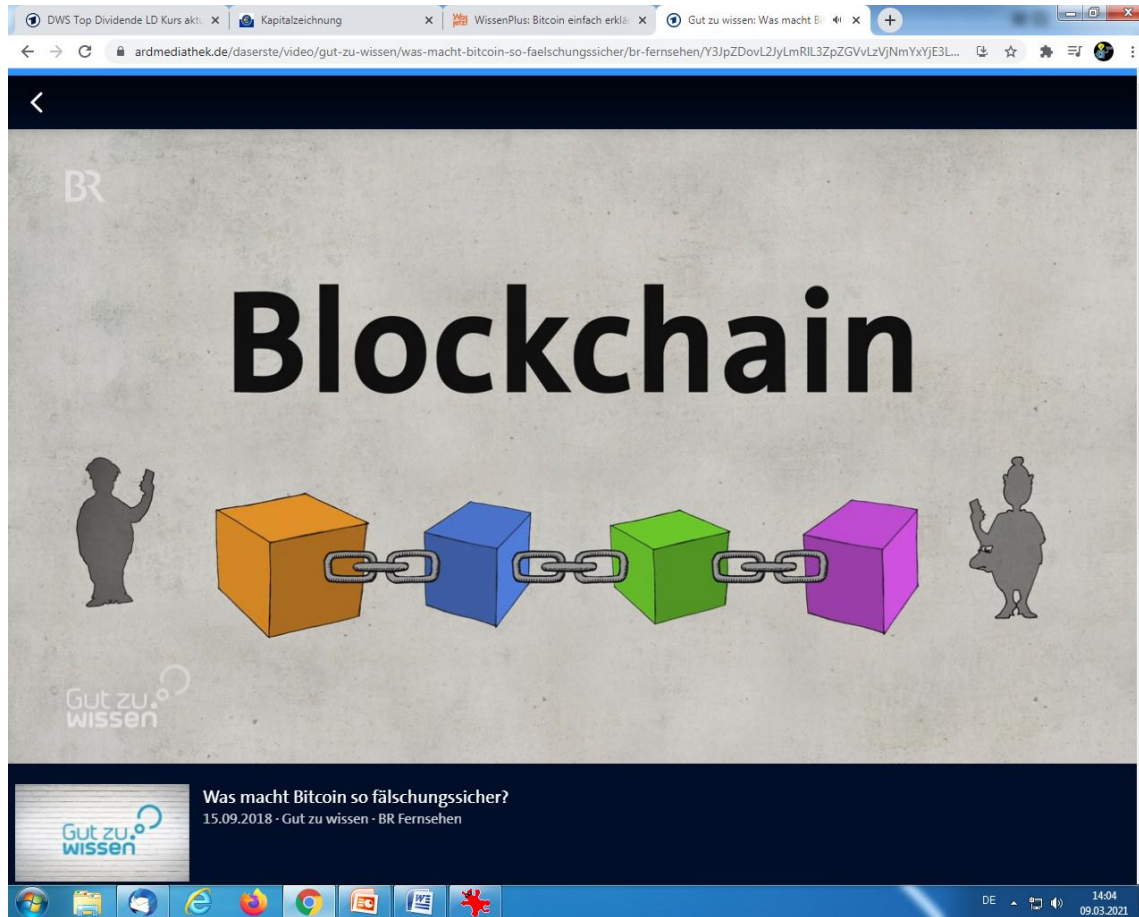 DWS Top Dividende LD Kurs akt
Kapitalzeichnung
WissenPlus: Bitcoin einfach erklä
Gut zu wissen: Was macht Bi
ardmediathek.de/daserste/video/gut-zu-wissen/was-macht-bitcoin-so-faelschungssicher/br-fernsehen/
BR
Blockchain
Gut zu
wissen
Gut zu
wissen
Was macht Bitcoin so fälschungssicher?
15.09.2018 · Gut zu wissen · BR Fernsehen
DE
14:04
09.03.2021